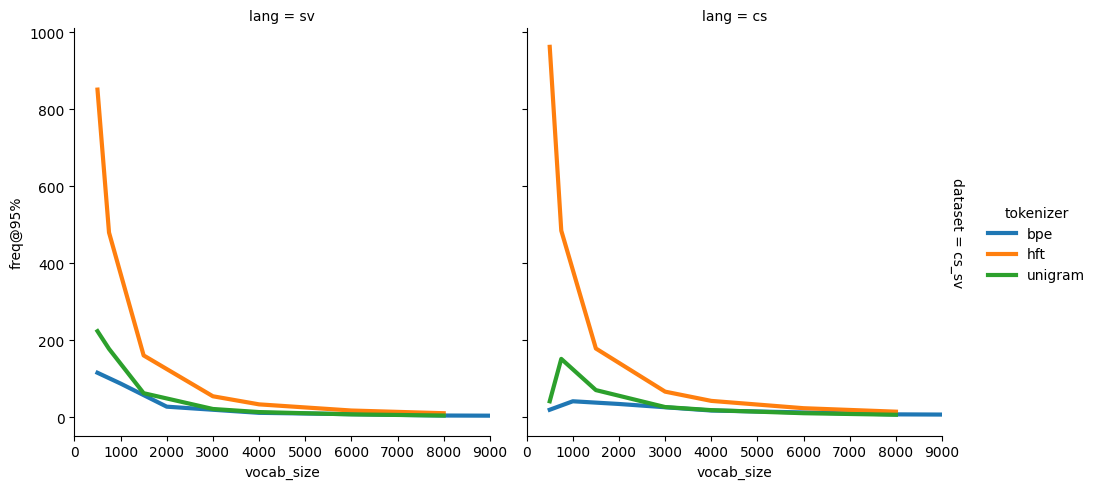 lang = sv
lang = cs
1000
800
600
400
200
0
freq@95%
0 1000 2000 3000 4000 5000 6000 7000 8000 9000
vocab_size
0 1000 2000 3000 4000 5000 6000 7000 8000 9000
vocab_size
dataset = cs_sv
tokenizer
bpe
hft
unigram